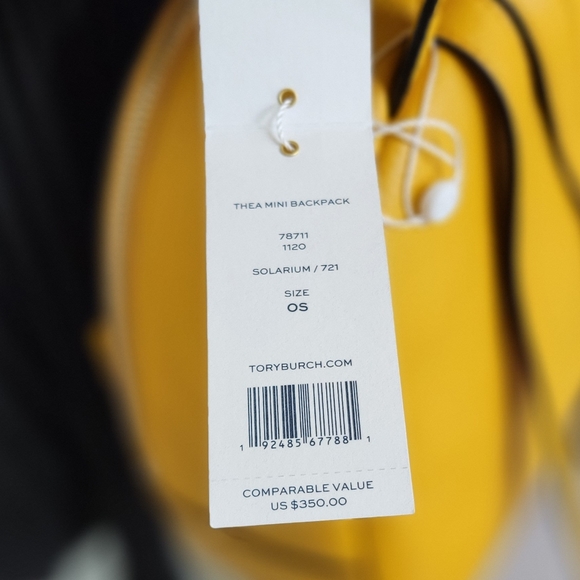 THEA MINI BACKPACK
78711
1120
SOLARIUM / 721
SIZE
OS
TORYBURCH.COM
1 92485 67788 1
COMPARABLE VALUE
US $350.00